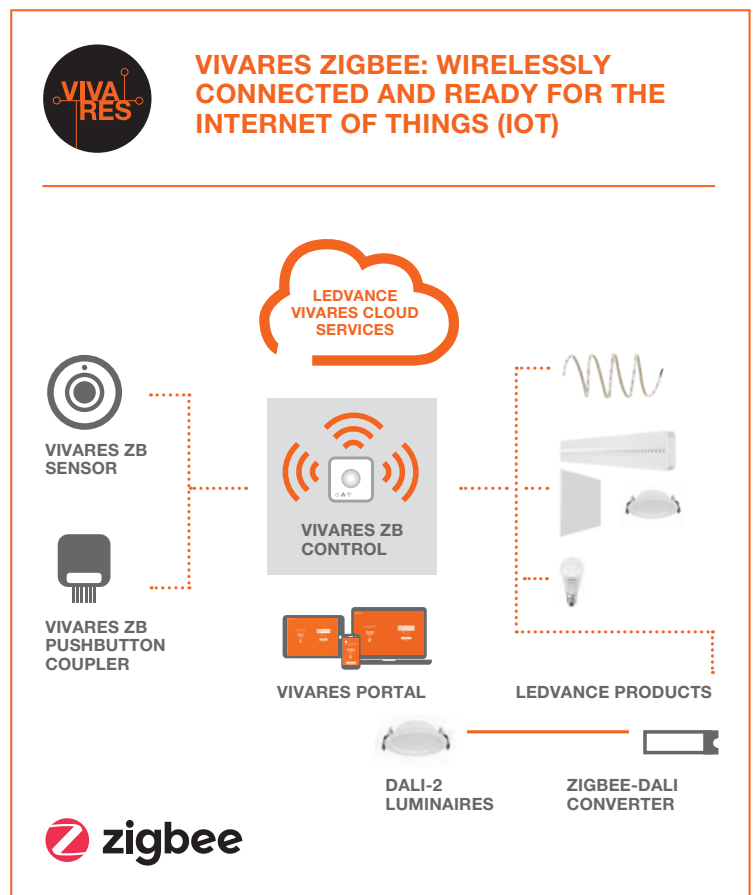 VIVA
RES
VIVARES ZIGBEE: WIRELESSLY
CONNECTED AND READY FOR THE
INTERNET OF THINGS (IOT)
LEDVANCE
VIVARES CLOUD
SERVICES
VIVARES ZB
SENSOR
VIVARES ZB
CONTROL
VIVARES ZB
PUSHBUTTON
COUPLER
VIVARES PORTAL
LEDVANCE PRODUCTS
DALI-2
LUMINAIRES
ZIGBEE-DALI
CONVERTER
zigbee